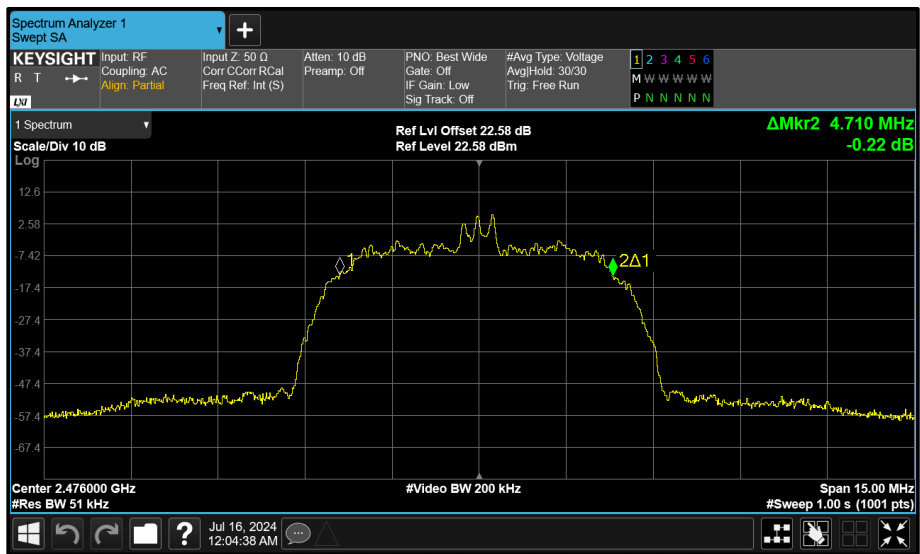 Spectrum Analyzer 1
Swept SA
KEYSIGHT
R T
LXI
Input: RF
Coupling: AC
Align: Partial
Input Z: 50 Ω
Corr CCorr RCal
Freq Ref: Int (S)
Atten: 10 dB
Preamp: Off
PNO: Best Wide
Gate: Off
IF Gain: Low
Sig Track: Off
#Avg Type: Voltage
Avg|Hold: 30/30
Trig: Free Run
1 2 3 4 5 6
M W W W W W
P N N N N N
1 Spectrum
Scale/Div 10 dB
Ref Lvl Offset 22.58 dB
Ref Level 22.58 dBm
ΔMkr2 4.710 MHz
-0.22 dB
Log
12.6
2.58
-7.42
-17.4
-27.4
-37.4
-47.4
-57.4
-67.4
1
2Δ1
Center 2.476000 GHz
#Res BW 51 kHz
#Video BW 200 kHz
Span 15.00 MHz
#Sweep 1.00 s (1001 pts)
?
Jul 16, 2024
12:04:38 AM